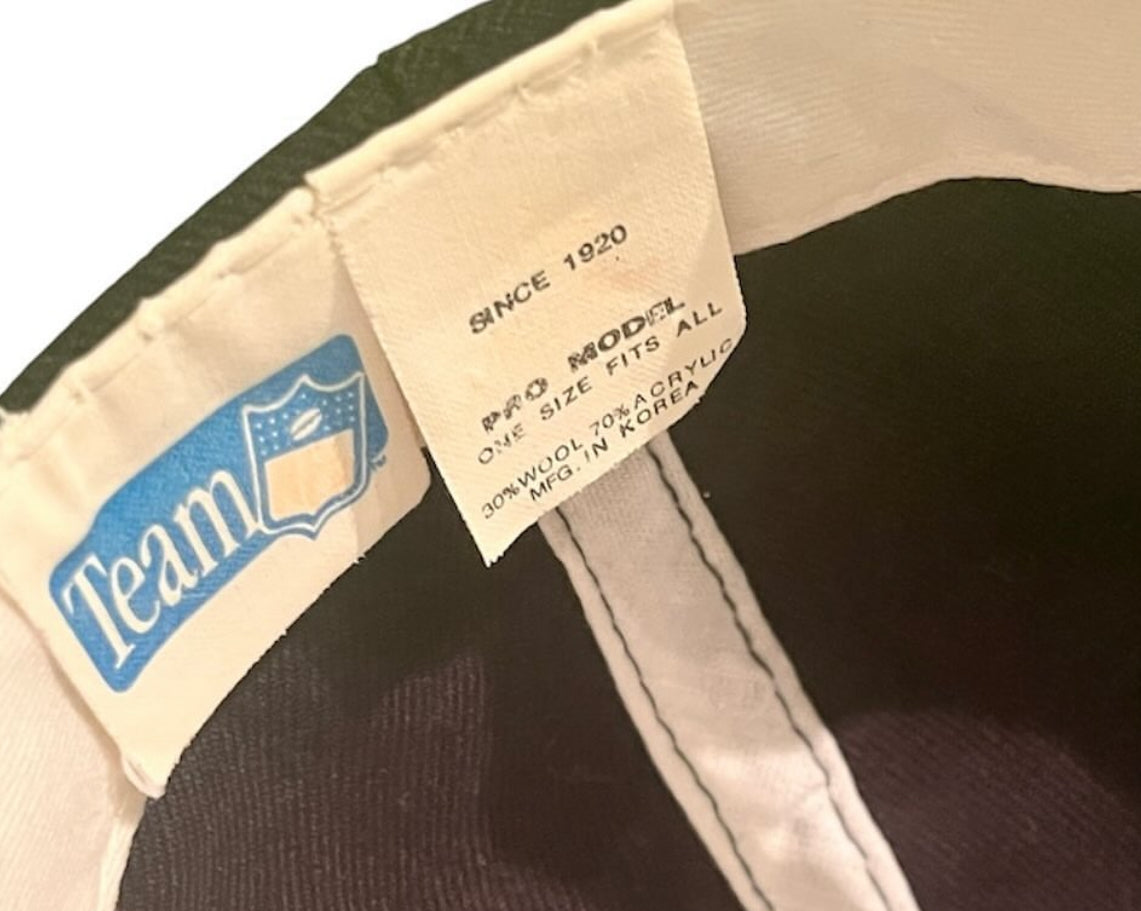 Team
SINCE 1920
PRO MODEL
ONE SIZE FITS ALL
30% WOOL 70% ACRYLIC
MFG. IN KOREA